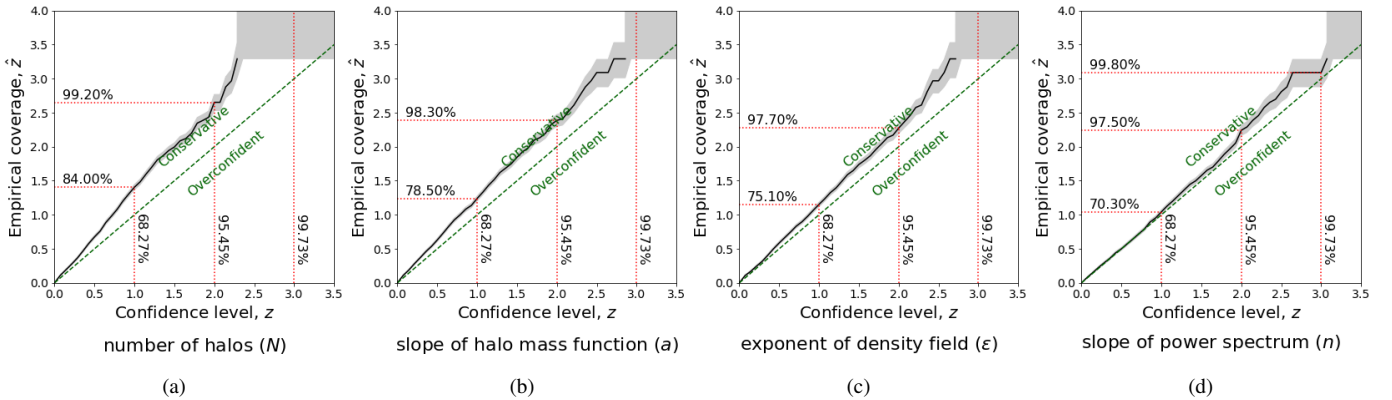 4.0
3.5
3.0
2.5
2.0
1.5
1.0
0.5
0.0
Empirical coverage, ẑ
99.20%
84.00%
Conservative
Overconfident
68.27%
95.45%
99.73%
0.0 0.5 1.0 1.5 2.0 2.5 3.0 3.5
Confidence level, z
number of halos (N)
(a)
4.0
3.5
3.0
2.5
2.0
1.5
1.0
0.5
0.0
Empirical coverage, ẑ
98.30%
78.50%
Conservative
Overconfident
68.27%
95.45%
99.73%
0.0 0.5 1.0 1.5 2.0 2.5 3.0 3.5
Confidence level, z
slope of halo mass function (a)
(b)
4.0
3.5
3.0
2.5
2.0
1.5
1.0
0.5
0.0
Empirical coverage, ẑ
97.70%
75.10%
Conservative
Overconfident
68.27%
95.45%
99.73%
0.0 0.5 1.0 1.5 2.0 2.5 3.0 3.5
Confidence level, z
exponent of density field (ε)
(c)
4.0
3.5
3.0
2.5
2.0
1.5
1.0
0.5
0.0
Empirical coverage, ẑ
99.80%
97.50%
70.30%
Conservative
Overconfident
68.27%
95.45%
99.73%
0.0 0.5 1.0 1.5 2.0 2.5 3.0 3.5
Confidence level, z
slope of power spectrum (n)
(d)